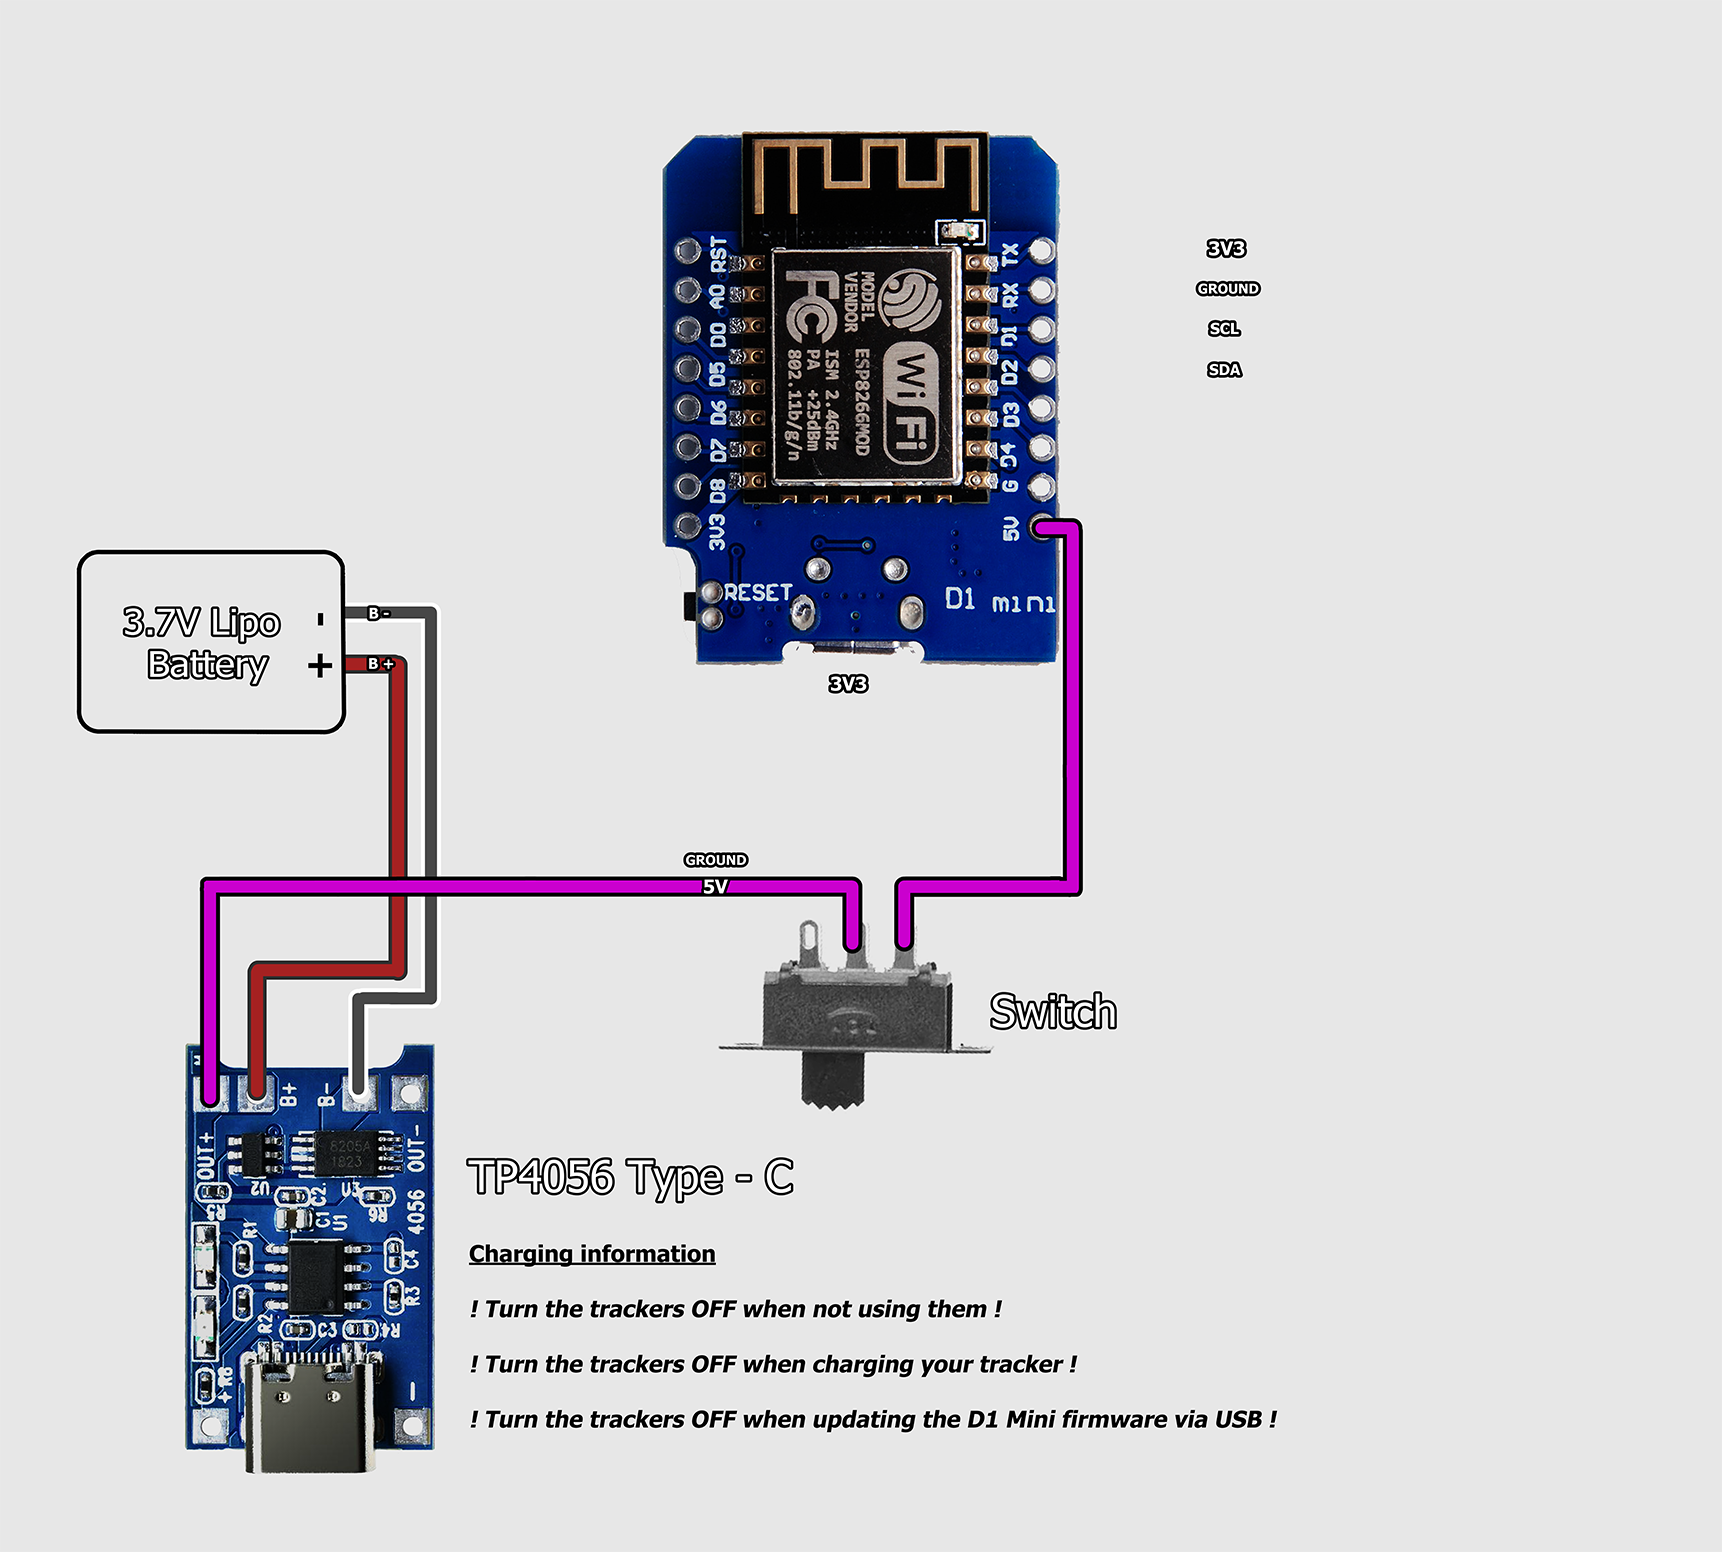 RST
A0
D0
D5
D6
D7
D8
3V3
TX
RX
D1
D2
D3
D4
G
5V
MODEL
VENDOR
ESP8266MOD
FC
ISM 2.4GHz
PA +25dBm
802.11b/g/n
WiFi
RESET
D1 mini
3V3
GROUND
SCL
SDA
3V3
3.7V Lipo
Battery
-
+
B-
B+
GROUND
5V
Switch
B+
B-
OUT+
OUT-
8205A
1823
U2
U3
R5
C2
R6
C1
U1
4056
R1
C4
R3
R2
C3
R4
R8
+
-
TP4056 Type - C
Charging information
! Turn the trackers OFF when not using them !
! Turn the trackers OFF when charging your tracker !
! Turn the trackers OFF when updating the D1 Mini firmware via USB !